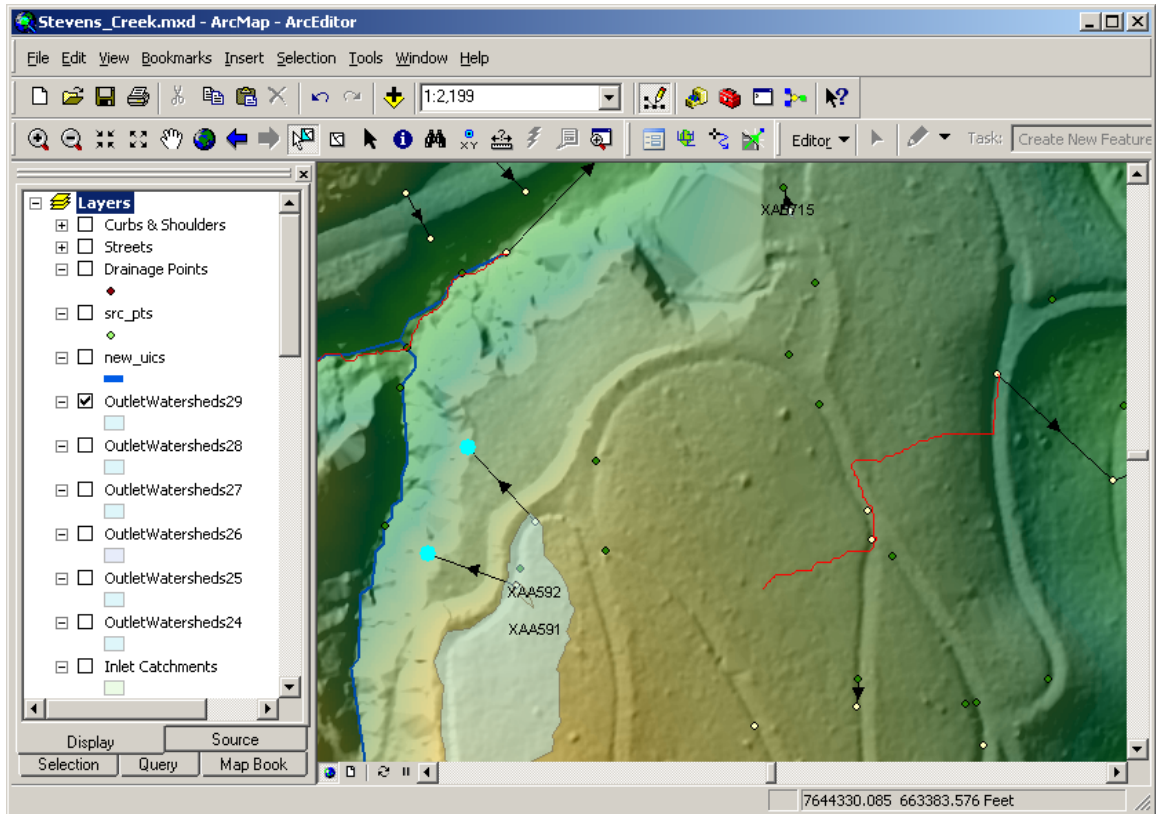 Stevens_Creek.mxd - ArcMap - ArcEditor
File Edit View Bookmarks Insert Selection Tools Window Help
1:2,199
Editor Task: Create New Feature
Layers
Curbs & Shoulders
Streets
Drainage Points
src_pts
new_uics
OutletWatersheds29
OutletWatersheds28
OutletWatersheds27
OutletWatersheds26
OutletWatersheds25
OutletWatersheds24
Inlet Catchments
Display Source
Selection Query Map Book
XAA592
XAA591
7644330.085 663383.576 Feet